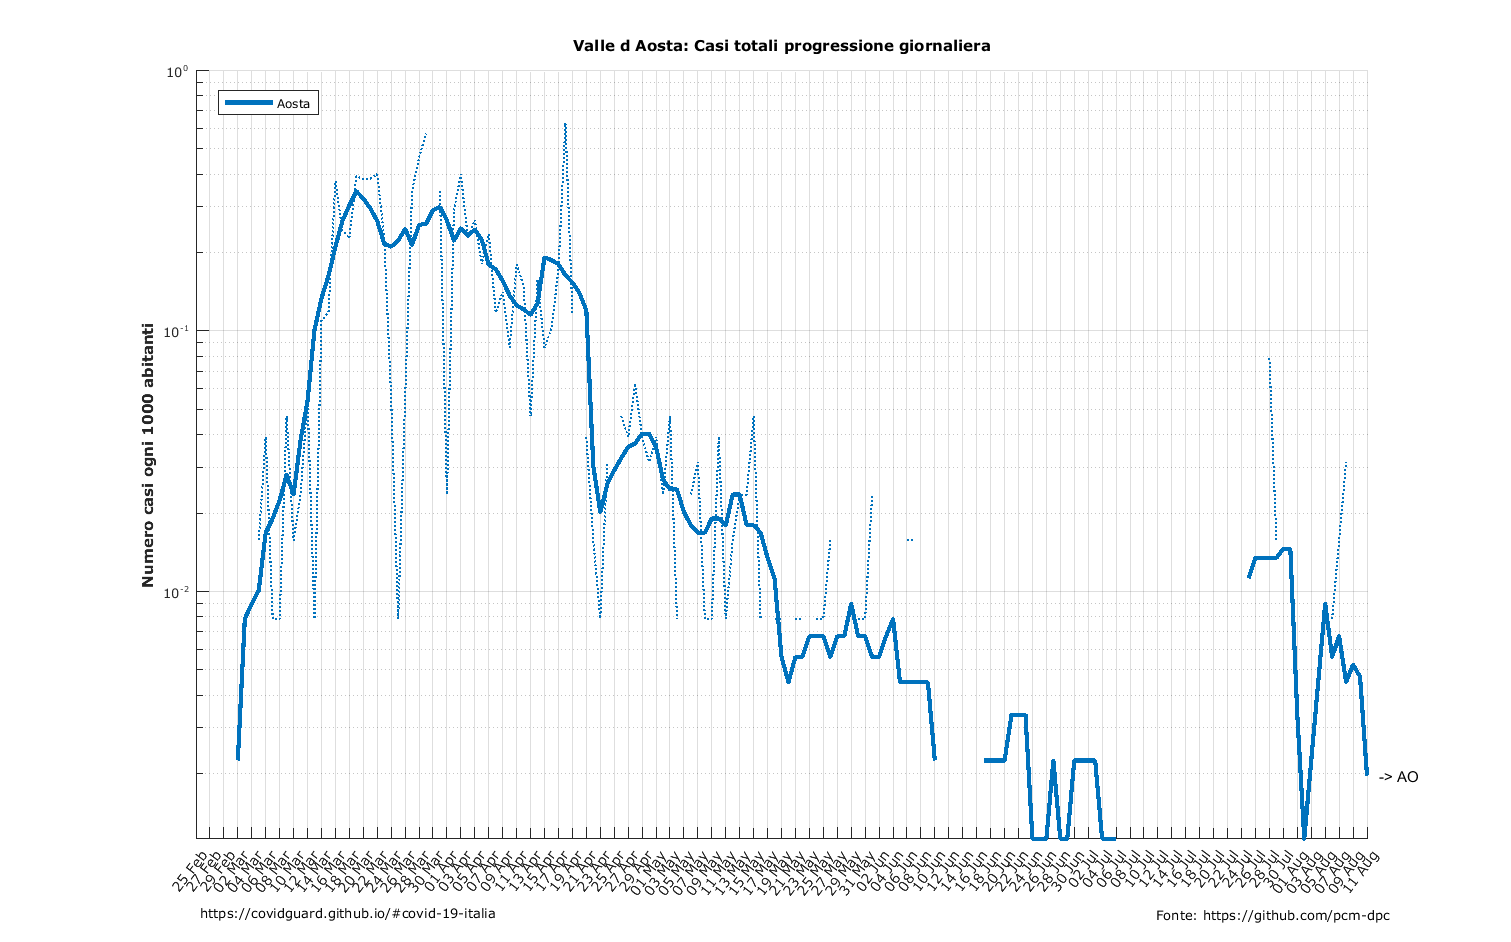 Valle d Aosta: Casi totali progressione giornaliera
Aosta
Numero casi ogni 1000 abitanti
10^0
10^-1
10^-2
-> AO
25 Feb
27 Feb
29 Feb
02 Mar
04 Mar
06 Mar
08 Mar
10 Mar
12 Mar
14 Mar
16 Mar
18 Mar
20 Mar
22 Mar
24 Mar
26 Mar
28 Mar
30 Mar
01 Apr
03 Apr
05 Apr
07 Apr
09 Apr
11 Apr
13 Apr
15 Apr
17 Apr
19 Apr
21 Apr
23 Apr
25 Apr
27 Apr
29 Apr
01 May
03 May
05 May
07 May
09 May
11 May
13 May
15 May
17 May
19 May
21 May
23 May
25 May
27 May
29 May
31 May
02 Jun
04 Jun
06 Jun
08 Jun
10 Jun
12 Jun
14 Jun
16 Jun
18 Jun
20 Jun
22 Jun
24 Jun
26 Jun
28 Jun
30 Jun
02 Jul
04 Jul
06 Jul
08 Jul
10 Jul
12 Jul
14 Jul
16 Jul
18 Jul
20 Jul
22 Jul
24 Jul
26 Jul
28 Jul
30 Jul
01 Aug
03 Aug
05 Aug
07 Aug
09 Aug
11 Aug
https://covidguard.github.io/#covid-19-italia
Fonte: https://github.com/pcm-dpc